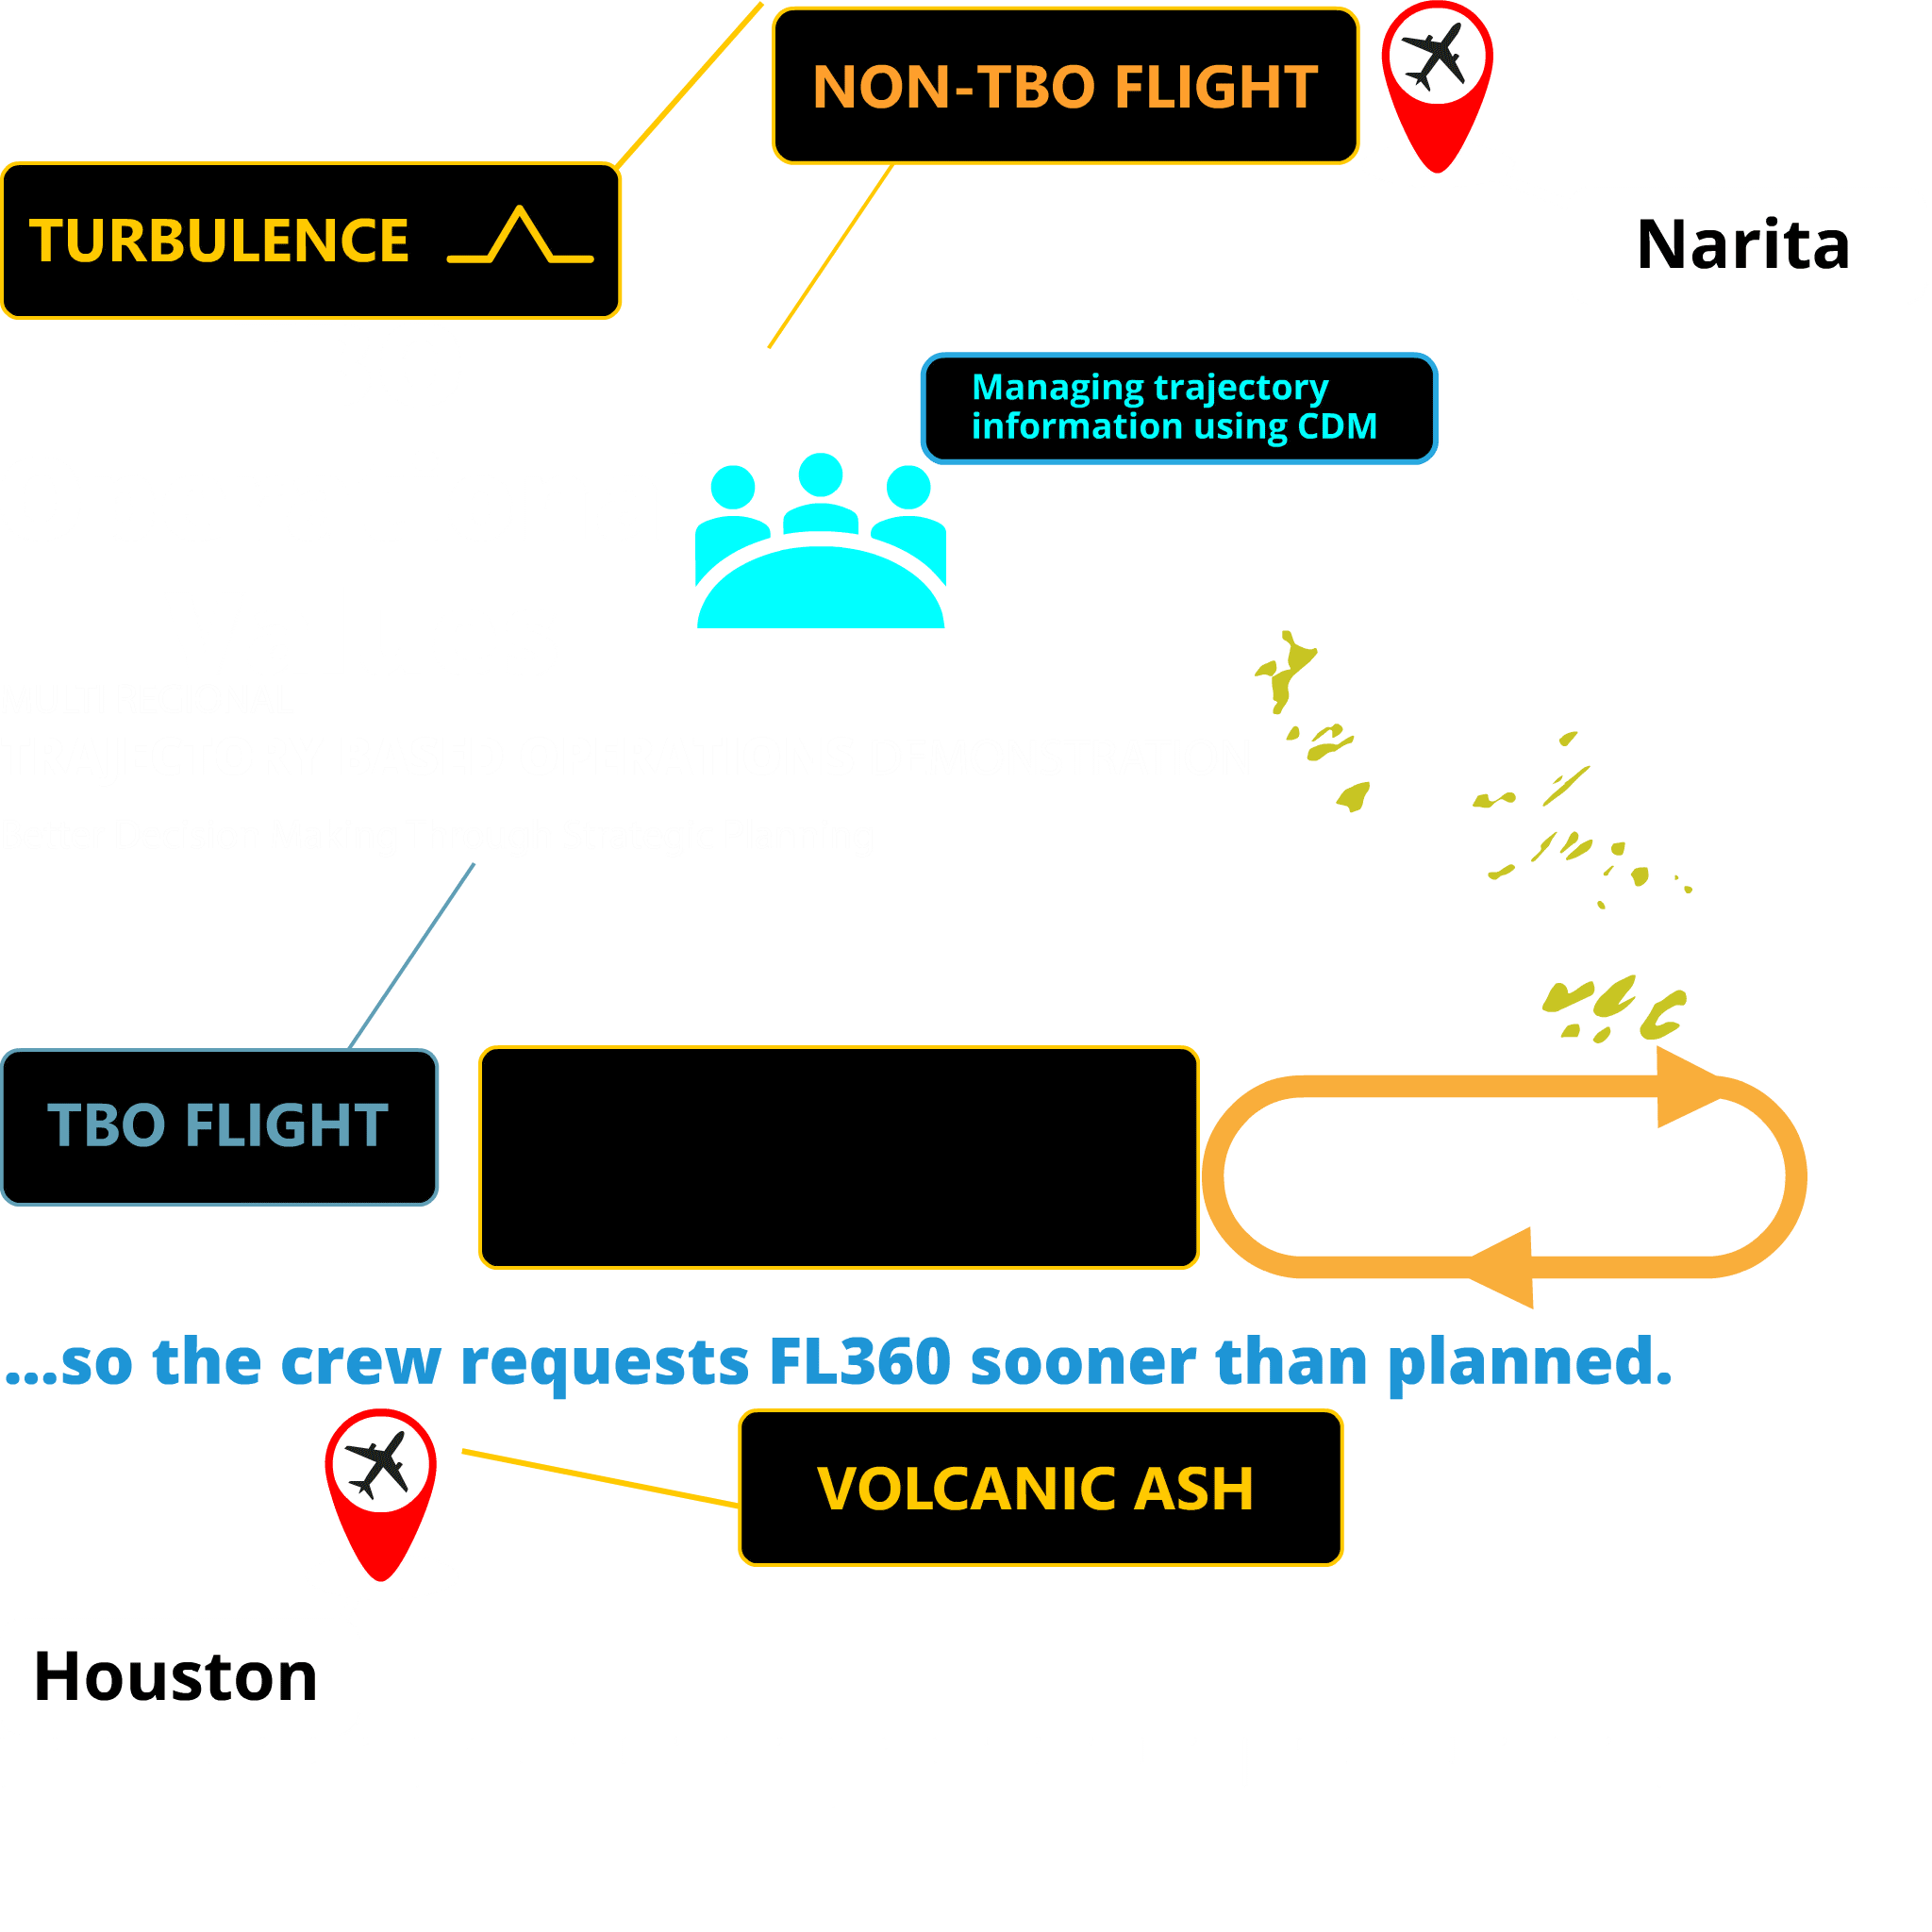 NON-TBO FLIGHT
TURBULENCE
Narita
Managing trajectory
information using CDM
TBO FLIGHT
...so the crew requests FL360 sooner than planned.
VOLCANIC ASH
Houston